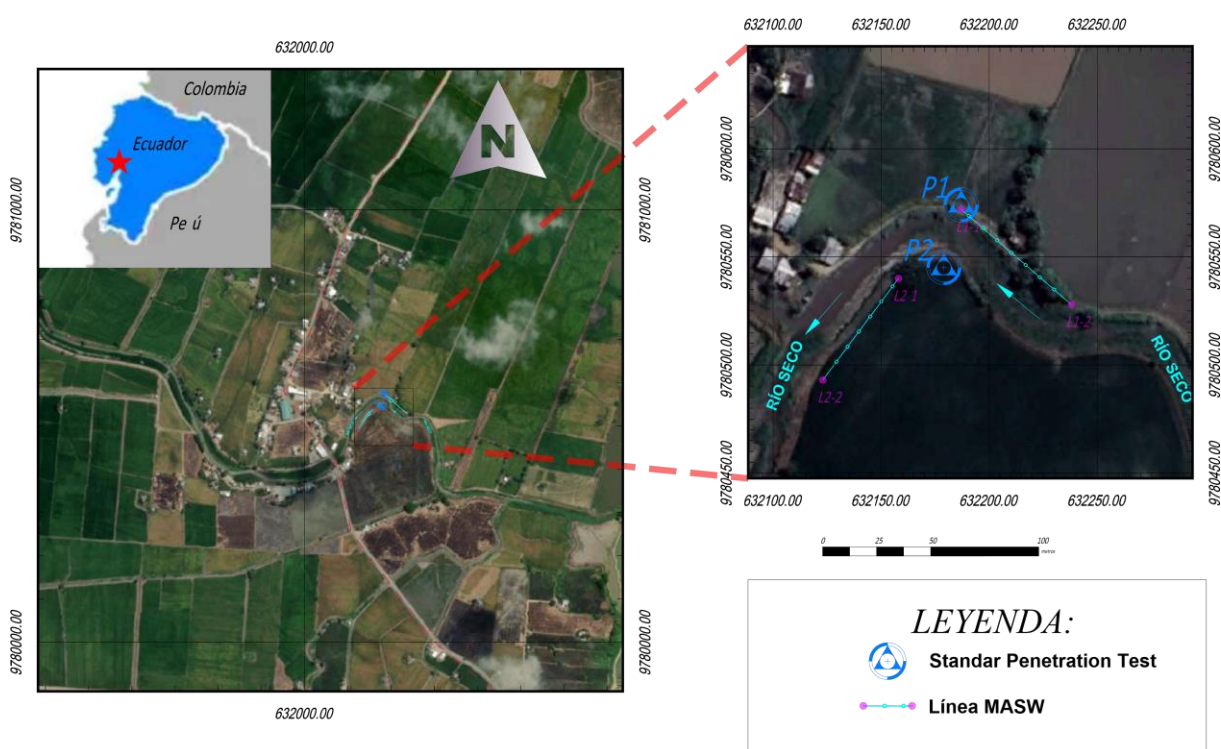 632000.00
Colombia
Ecuador
Pe ú
N
9781000.00
9781000.00
9780000.00
9780000.00
632000.00
632100.00
632150.00
632200.00
632250.00
9780600.00
9780600.00
P1
L1-1
9780550.00
9780550.00
P2
L2 1
L1-2
9780500.00
9780500.00
RÍO SECO
RÍO SECO
L2-2
9780450.00
9780450.00
632100.00
632150.00
632200.00
632250.00
0
25
50
100
metros
LEYENDA:
Standar Penetration Test
Línea MASW